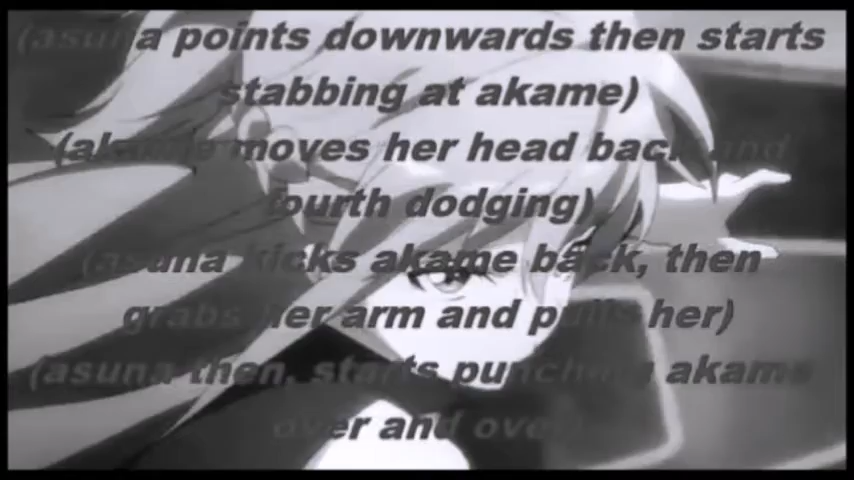 (asuna points downwards then starts
stabbing at akame)
(akame moves her head back and
fourth dodging)
(asuna kicks akame back, then
grabs her arm and pulls her)
(asuna then, starts punching akame
over and over)